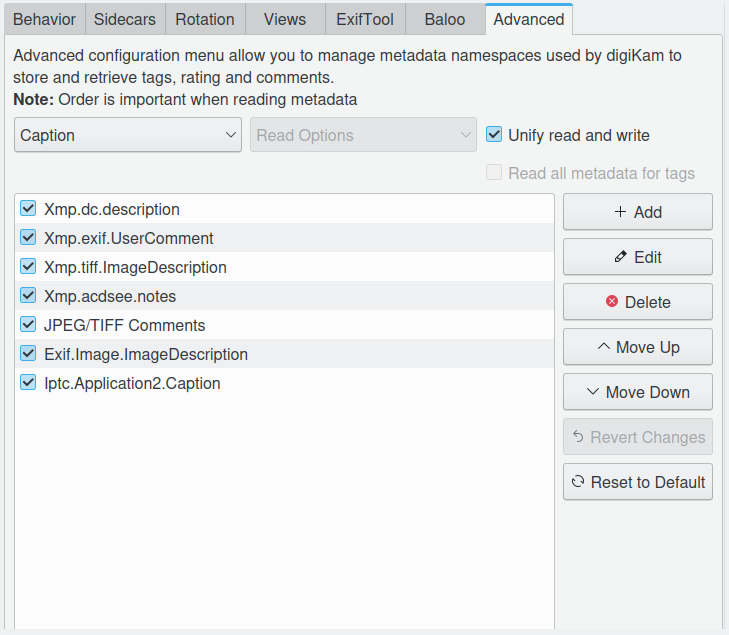 Behavior Sidecars Rotation Views ExifTool Baloo Advanced
Advanced configuration menu allow you to manage metadata namespaces used by digiKam to
store and retrieve tags, rating and comments.
Note: Order is important when reading metadata
Caption Read Options Unify read and write
Read all metadata for tags
Xmp.dc.description
Xmp.exif.UserComment
Xmp.tiff.ImageDescription
Xmp.acdsee.notes
JPEG/TIFF Comments
Exif.Image.ImageDescription
Iptc.Application2.Caption
Add
Edit
Delete
Move Up
Move Down
Revert Changes
Reset to Default